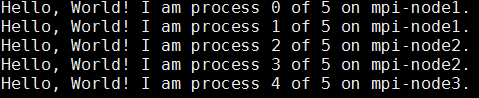 Hello, World! I am process 0 of 5 on mpi-node1.
Hello, World! I am process 1 of 5 on mpi-node1.
Hello, World! I am process 2 of 5 on mpi-node2.
Hello, World! I am process 3 of 5 on mpi-node2.
Hello, World! I am process 4 of 5 on mpi-node3.